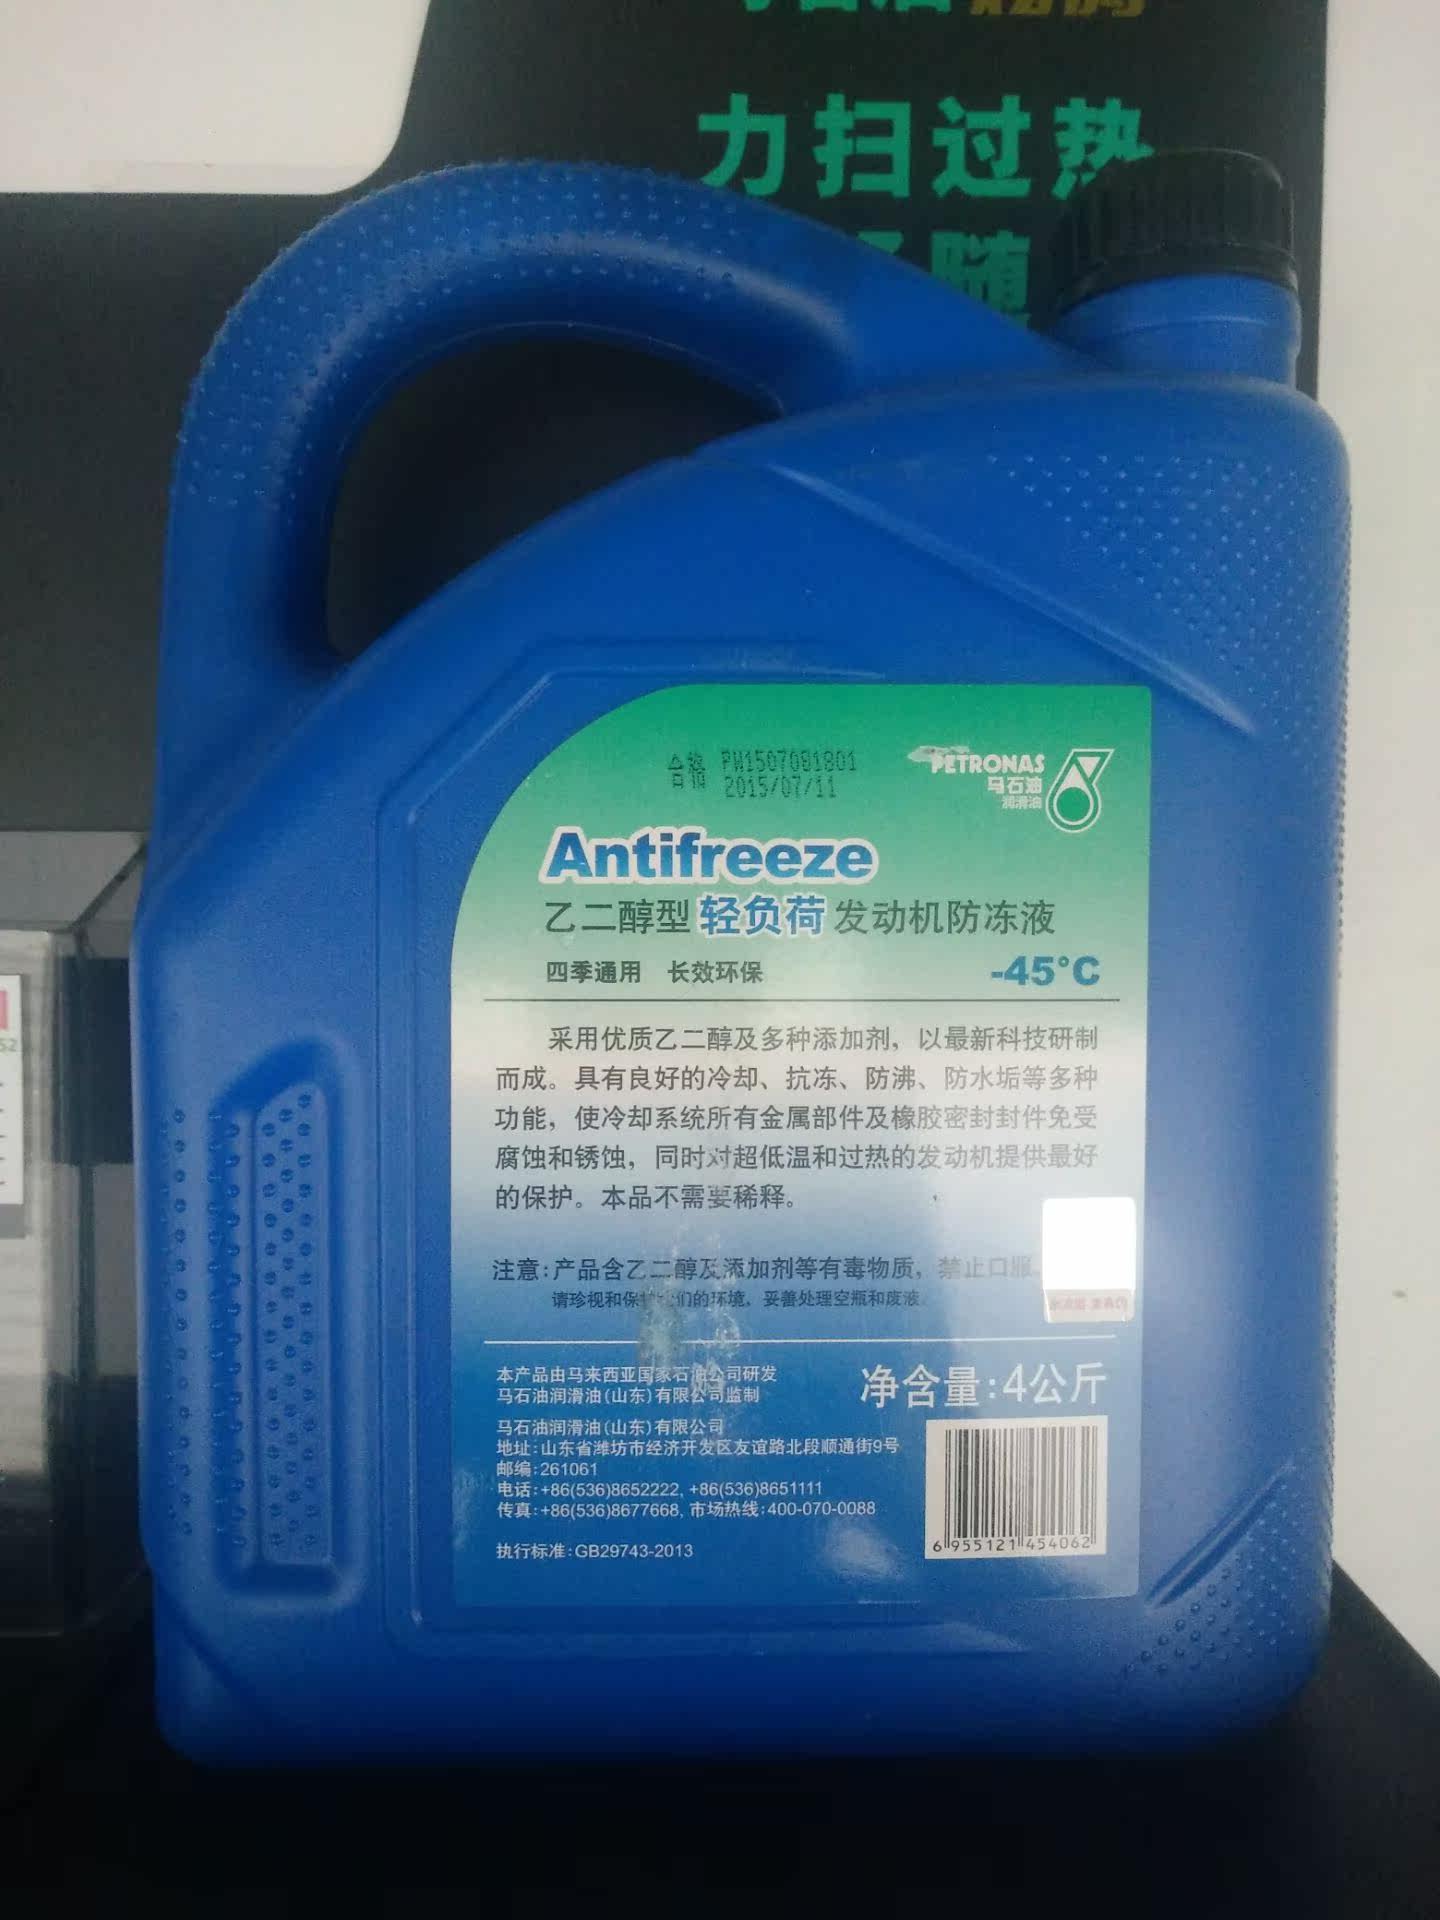 力扫过热
随
合格 PW1507081801
2015/07/11
PETRONAS
马石油
润滑油
Antifreeze
乙二醇型 轻负荷 发动机防冻液
四季通用 长效环保 -45°C
采用优质乙二醇及多种添加剂，以最新科技研制
而成。具有良好的冷却、抗冻、防沸、防水垢等多种
功能，使冷却系统所有金属部件及橡胶密封封件免受
腐蚀和锈蚀，同时对超低温和过热的发动机提供最好
的保护。本品不需要稀释。
注意：产品含乙二醇及添加剂等有毒物质，禁止口服。
请珍视和保护我们的环境，妥善处理空瓶和废液。
本产品由马来西亚国家石油公司研发
马石油润滑油(山东)有限公司监制
净含量：4公斤
马石油润滑油(山东)有限公司
地址：山东省潍坊市经济开发区友谊路北段顺通街9号
邮编：261061
电话：+86(536)8652222, +86(536)8651111
传真：+86(536)8677668, 市场热线：400-070-0088
执行标准：GB29743-2013
6 955121 454062
52